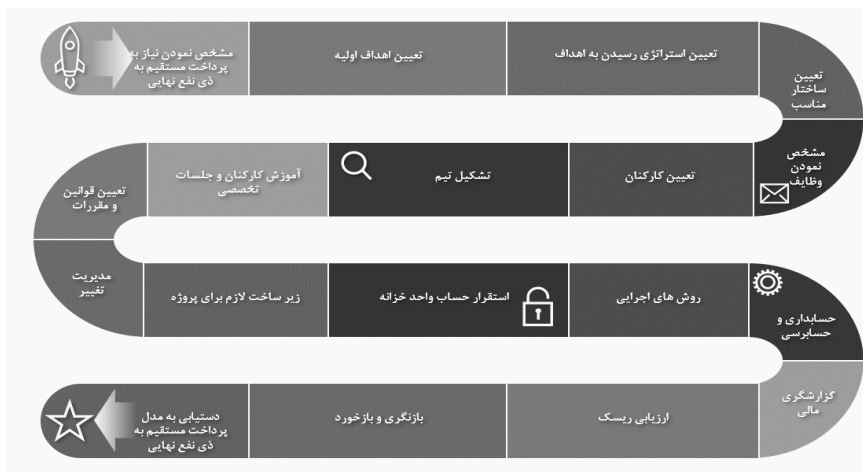 مشخص نمودن نیاز به
پرداخت مستقیم به
ذی نفع نهایی
تعیین اهداف اولیه
تعیین استراتژی رسیدن به اهداف
تعیین
ساختار
مناسب
مشخص
نمودن
وظایف
تعیین کارکنان
تشکیل تیم
آموزش کارکنان و جلسات
تخصصی
تعیین قوانین
و مقررات
مدیریت
تغییر
زیر ساخت لازم برای پروژه
استقرار حساب واحد خزانه
روش های اجرایی
حسابداری و
حسابرسی
گزارشگری
مالی
ارزیابی ریسک
بازنگری و بازخورد
دستیابی به مدل
پرداخت مستقیم به
ذی نفع نهایی